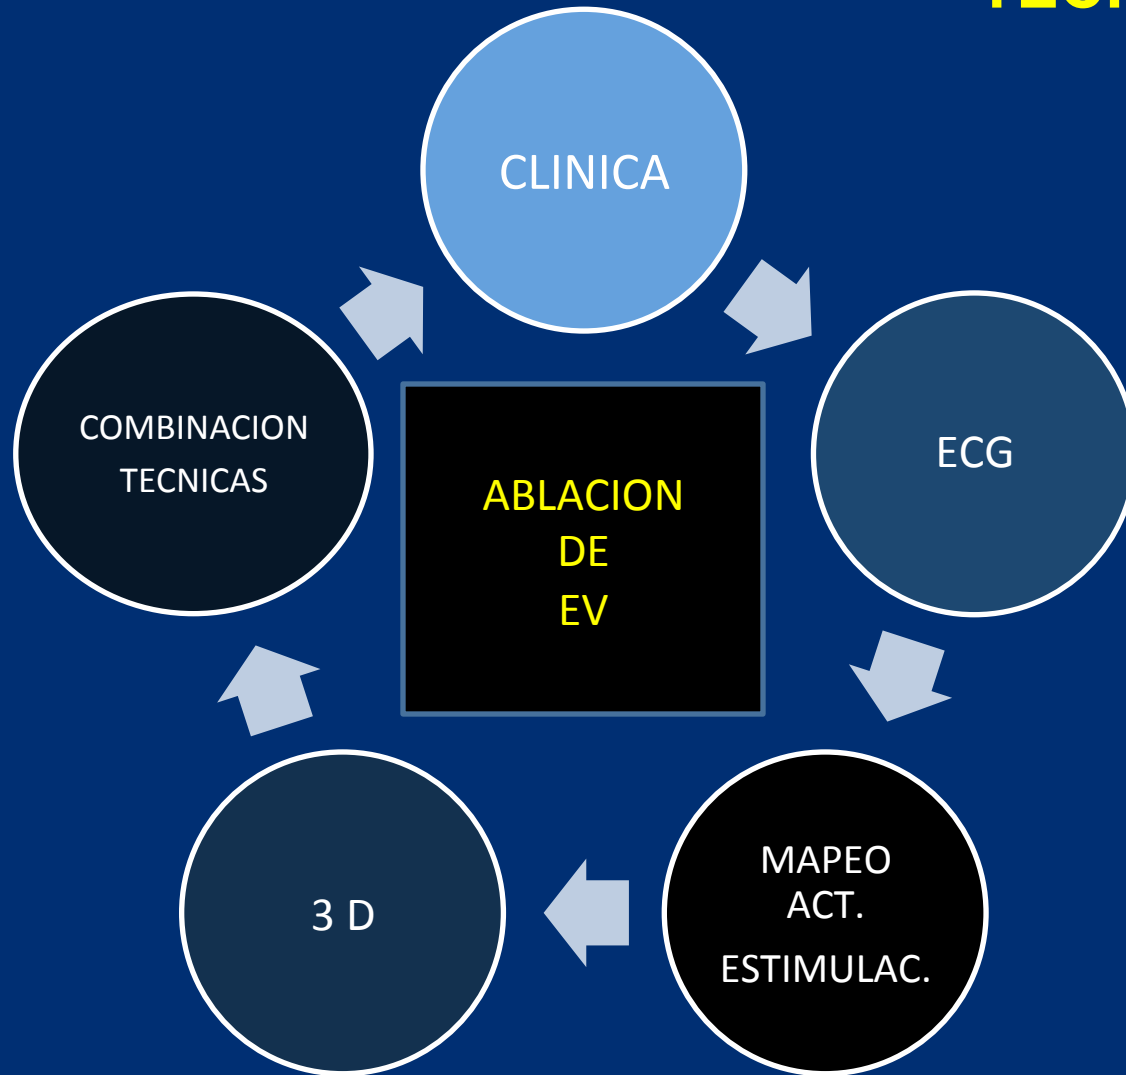 CLINICA
ECG
MAPEO
ACT.
ESTIMULAC.
3 D
COMBINACION
TECNICAS
ABLACION
DE
EV